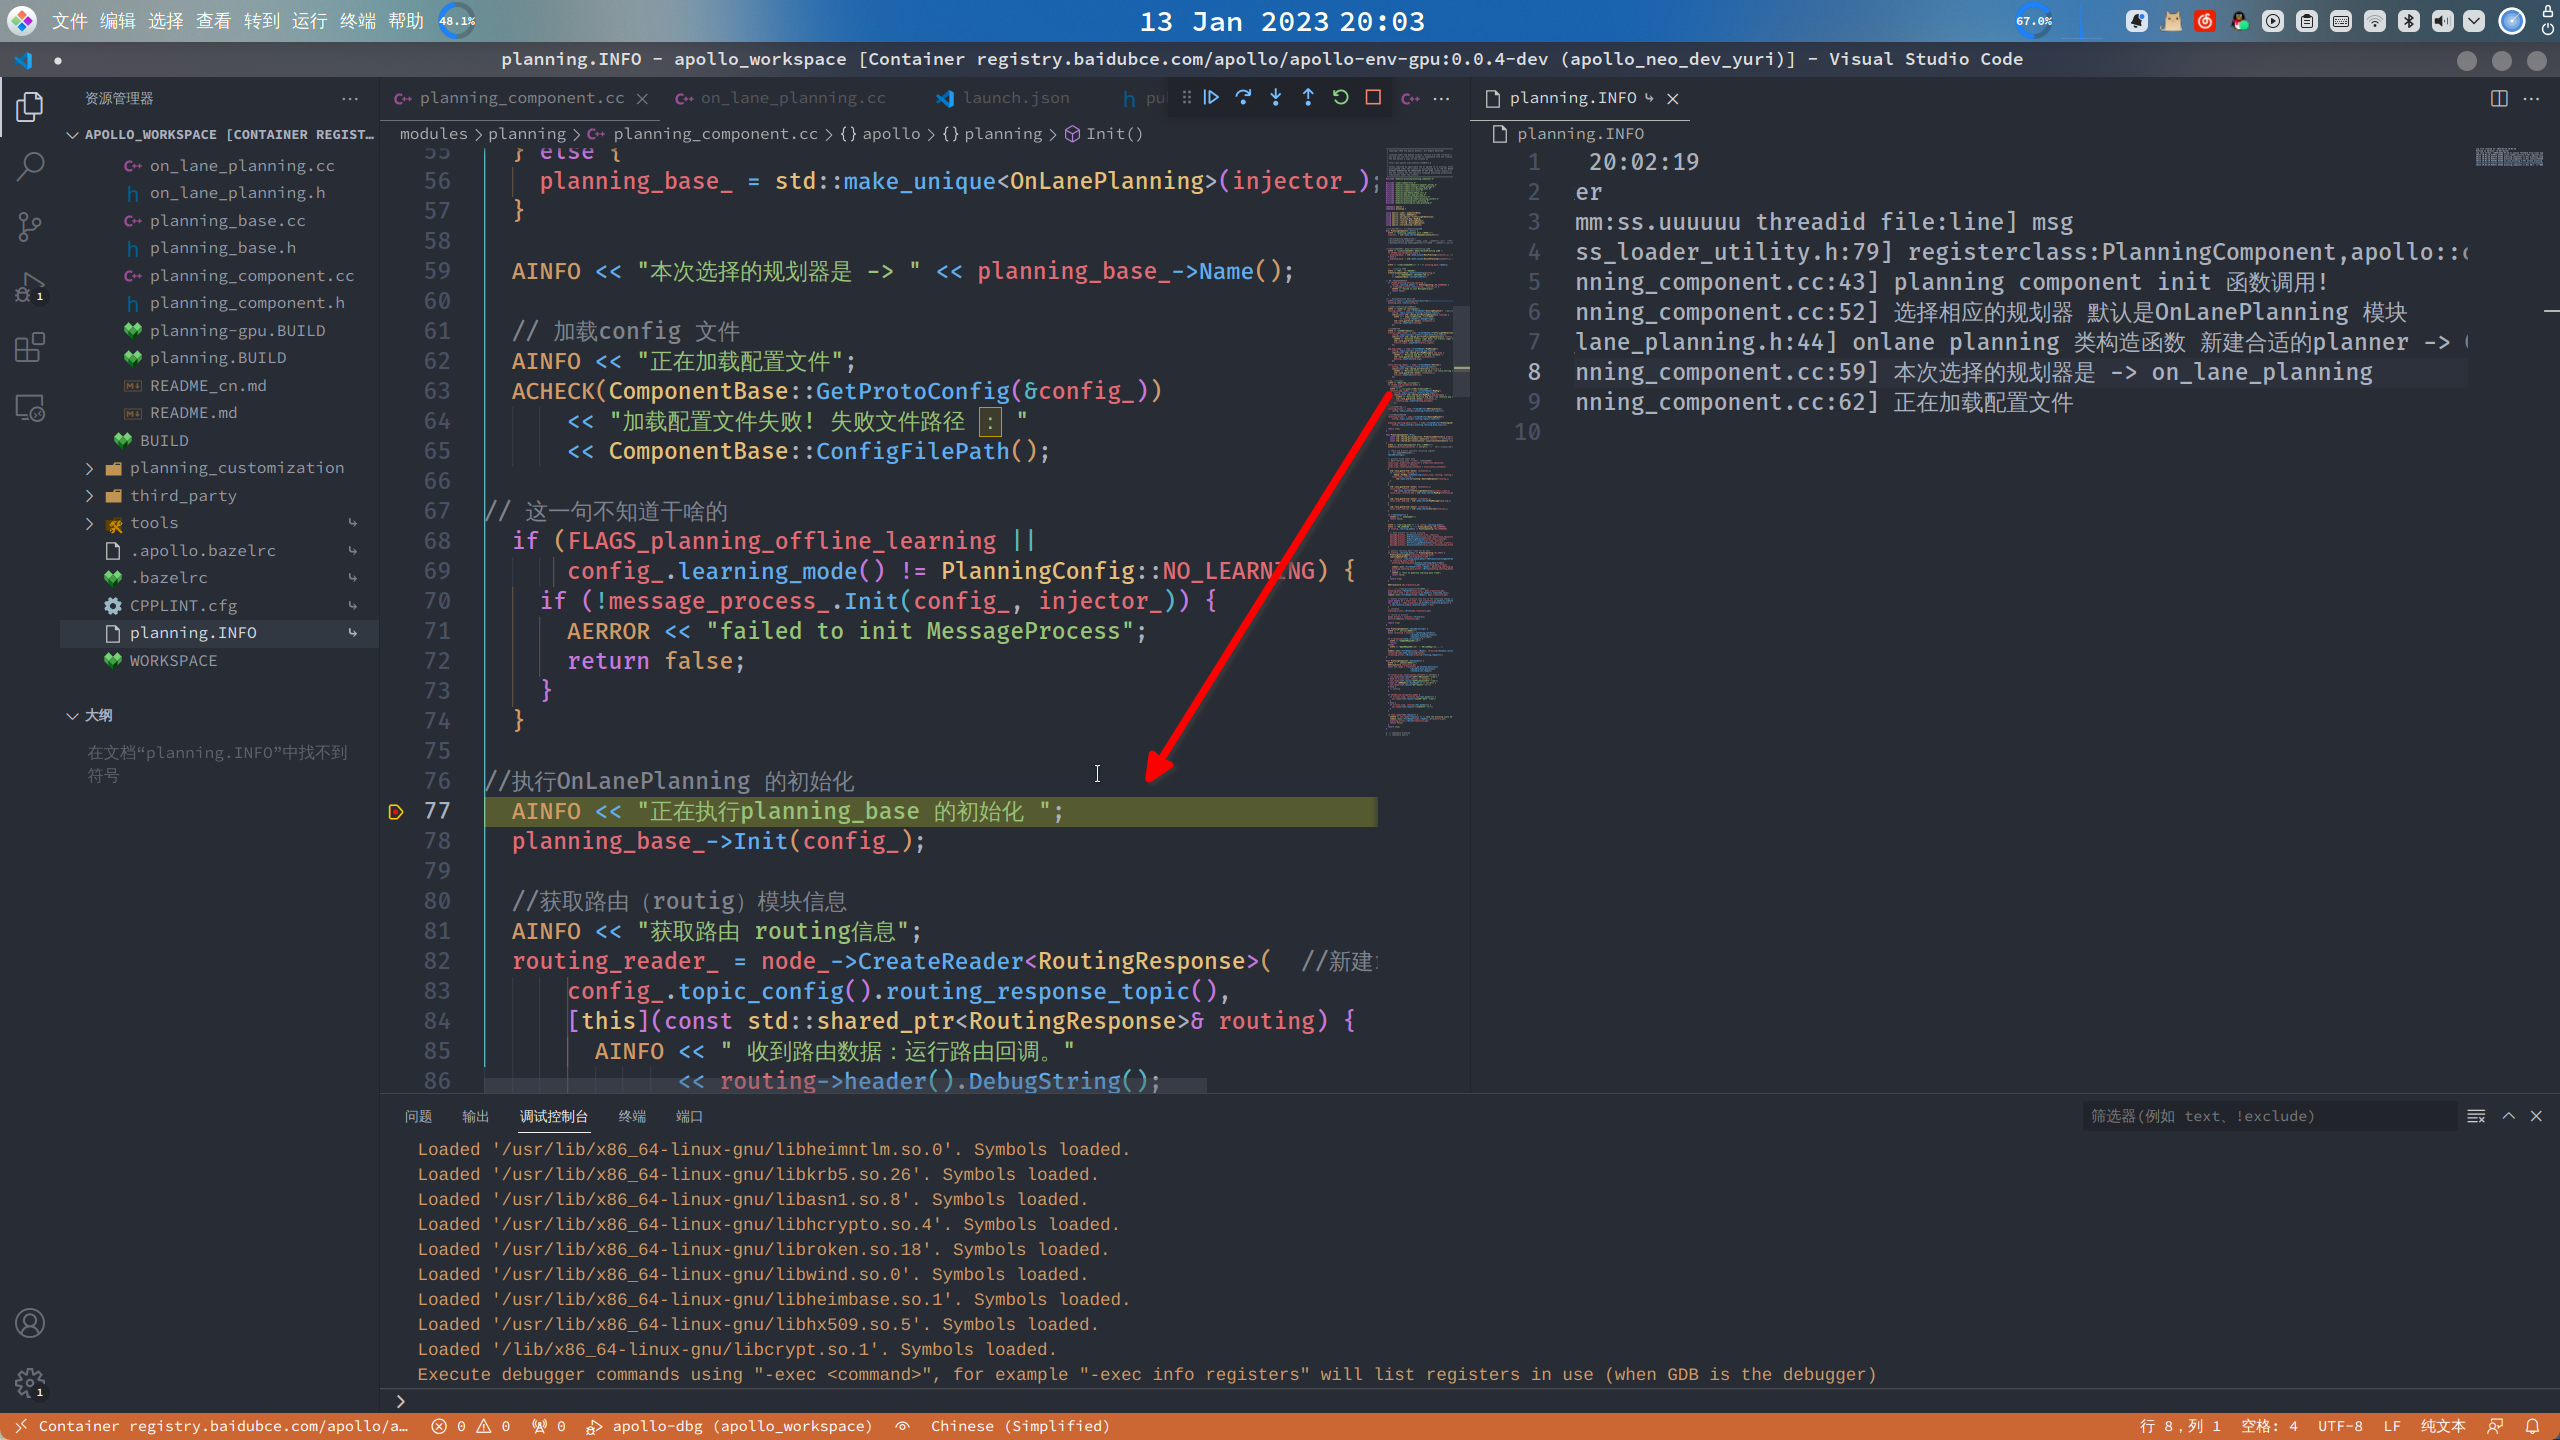 文件 编辑 选择 查看 转到 运行 终端 帮助 48.1%
13 Jan 2023 20:03
67.0%
planning.INFO - apollo_workspace [Container registry.baidubce.com/apollo/apollo-env-gpu:0.0.4-dev (apollo_neo_dev_yuri)] - Visual Studio Code
资源管理器
APOLLO_WORKSPACE [CONTAINER REGIST...
on_lane_planning.cc
on_lane_planning.h
planning_base.cc
planning_base.h
planning_component.cc
planning_component.h
planning-gpu.BUILD
planning.BUILD
README_cn.md
README.md
BUILD
planning_customization
third_party
tools
.apollo.bazelrc
.bazelrc
CPPLINT.cfg
planning.INFO
WORKSPACE
大纲
在文档“planning.INFO”中找不到
符号
1
1
planning_component.cc on_lane_planning.cc launch.json pu
modules > planning > planning_component.cc > {} apollo > {} planning > Init()
55 } else {
56 planning_base_ = std::make_unique<OnLanePlanning>(injector_);
57 }
58
59 AINFO << "本次选择的规划器是 -> " << planning_base_->Name();
60
61 // 加载config 文件
62 AINFO << "正在加载配置文件";
63 ACHECK(ComponentBase::GetProtoConfig(&config_))
64 << "加载配置文件失败! 失败文件路径 : "
65 << ComponentBase::ConfigFilePath();
66
67 // 这一句不知道干啥的
68 if (FLAGS_planning_offline_learning ||
69 config_.learning_mode() != PlanningConfig::NO_LEARNING) {
70 if (!message_process_.Init(config_, injector_)) {
71 AERROR << "failed to init MessageProcess";
72 return false;
73 }
74 }
75
76 //执行OnLanePlanning 的初始化
77 AINFO << "正在执行planning_base 的初始化 ";
78 planning_base_->Init(config_);
79
80 //获取路由（routig）模块信息
81 AINFO << "获取路由 routing信息";
82 routing_reader_ = node_->CreateReader<RoutingResponse>( //新建
83 config_.topic_config().routing_response_topic(),
84 [this](const std::shared_ptr<RoutingResponse>& routing) {
85 AINFO << " 收到路由数据：运行路由回调。"
86 << routing->header().DebugString();
planning.INFO
planning.INFO
1 20:02:19
2 er
3 mm:ss.uuuuuu threadid file:line] msg
4 ss_loader_utility.h:79] registerclass:PlanningComponent,apollo::
5 nning_component.cc:43] planning component init 函数调用!
6 nning_component.cc:52] 选择相应的规划器 默认是OnLanePlanning 模块
7 lane_planning.h:44] onlane planning 类构造函数 新建合适的planner ->
8 nning_component.cc:59] 本次选择的规划器是 -> on_lane_planning
9 nning_component.cc:62] 正在加载配置文件
10
问题 输出 调试控制台 终端 端口
筛选器(例如 text、!exclude)
Loaded '/usr/lib/x86_64-linux-gnu/libheimntlm.so.0'. Symbols loaded.
Loaded '/usr/lib/x86_64-linux-gnu/libkrb5.so.26'. Symbols loaded.
Loaded '/usr/lib/x86_64-linux-gnu/libasn1.so.8'. Symbols loaded.
Loaded '/usr/lib/x86_64-linux-gnu/libhcrypto.so.4'. Symbols loaded.
Loaded '/usr/lib/x86_64-linux-gnu/libroken.so.18'. Symbols loaded.
Loaded '/usr/lib/x86_64-linux-gnu/libwind.so.0'. Symbols loaded.
Loaded '/usr/lib/x86_64-linux-gnu/libheimbase.so.1'. Symbols loaded.
Loaded '/usr/lib/x86_64-linux-gnu/libhx509.so.5'. Symbols loaded.
Loaded '/lib/x86_64-linux-gnu/libcrypt.so.1'. Symbols loaded.
Execute debugger commands using "-exec <command>", for example "-exec info registers" will list registers in use (when GDB is the debugger)
Container registry.baidubce.com/apollo/a... 0 0 0 apollo-dbg (apollo_workspace) Chinese (Simplified)
行 8，列 1 空格: 4 UTF-8 LF 纯文本